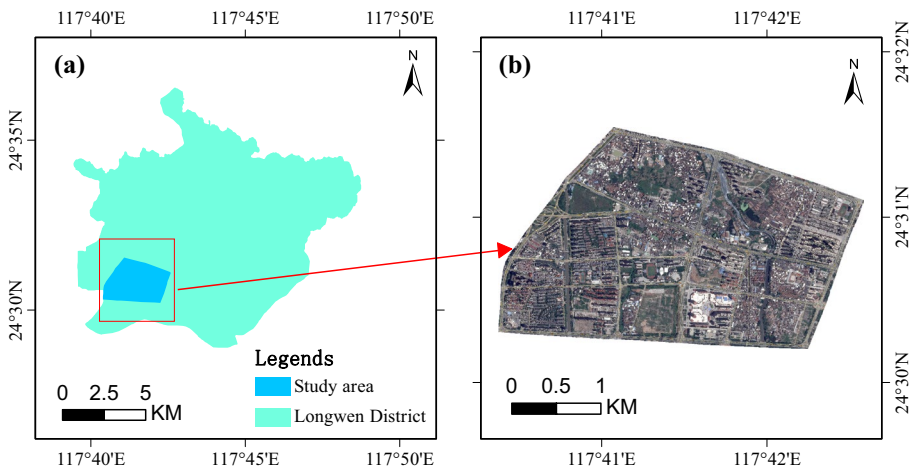 117°40'E 117°45'E 117°50'E
(a)
N
24°35'N
24°30'N
Legends
Study area
Longwen District
0 2.5 5
KM
117°40'E 117°45'E 117°50'E
117°41'E 117°42'E
(b)
N
24°32'N
24°31'N
24°30'N
0 0.5 1
KM
117°41'E 117°42'E